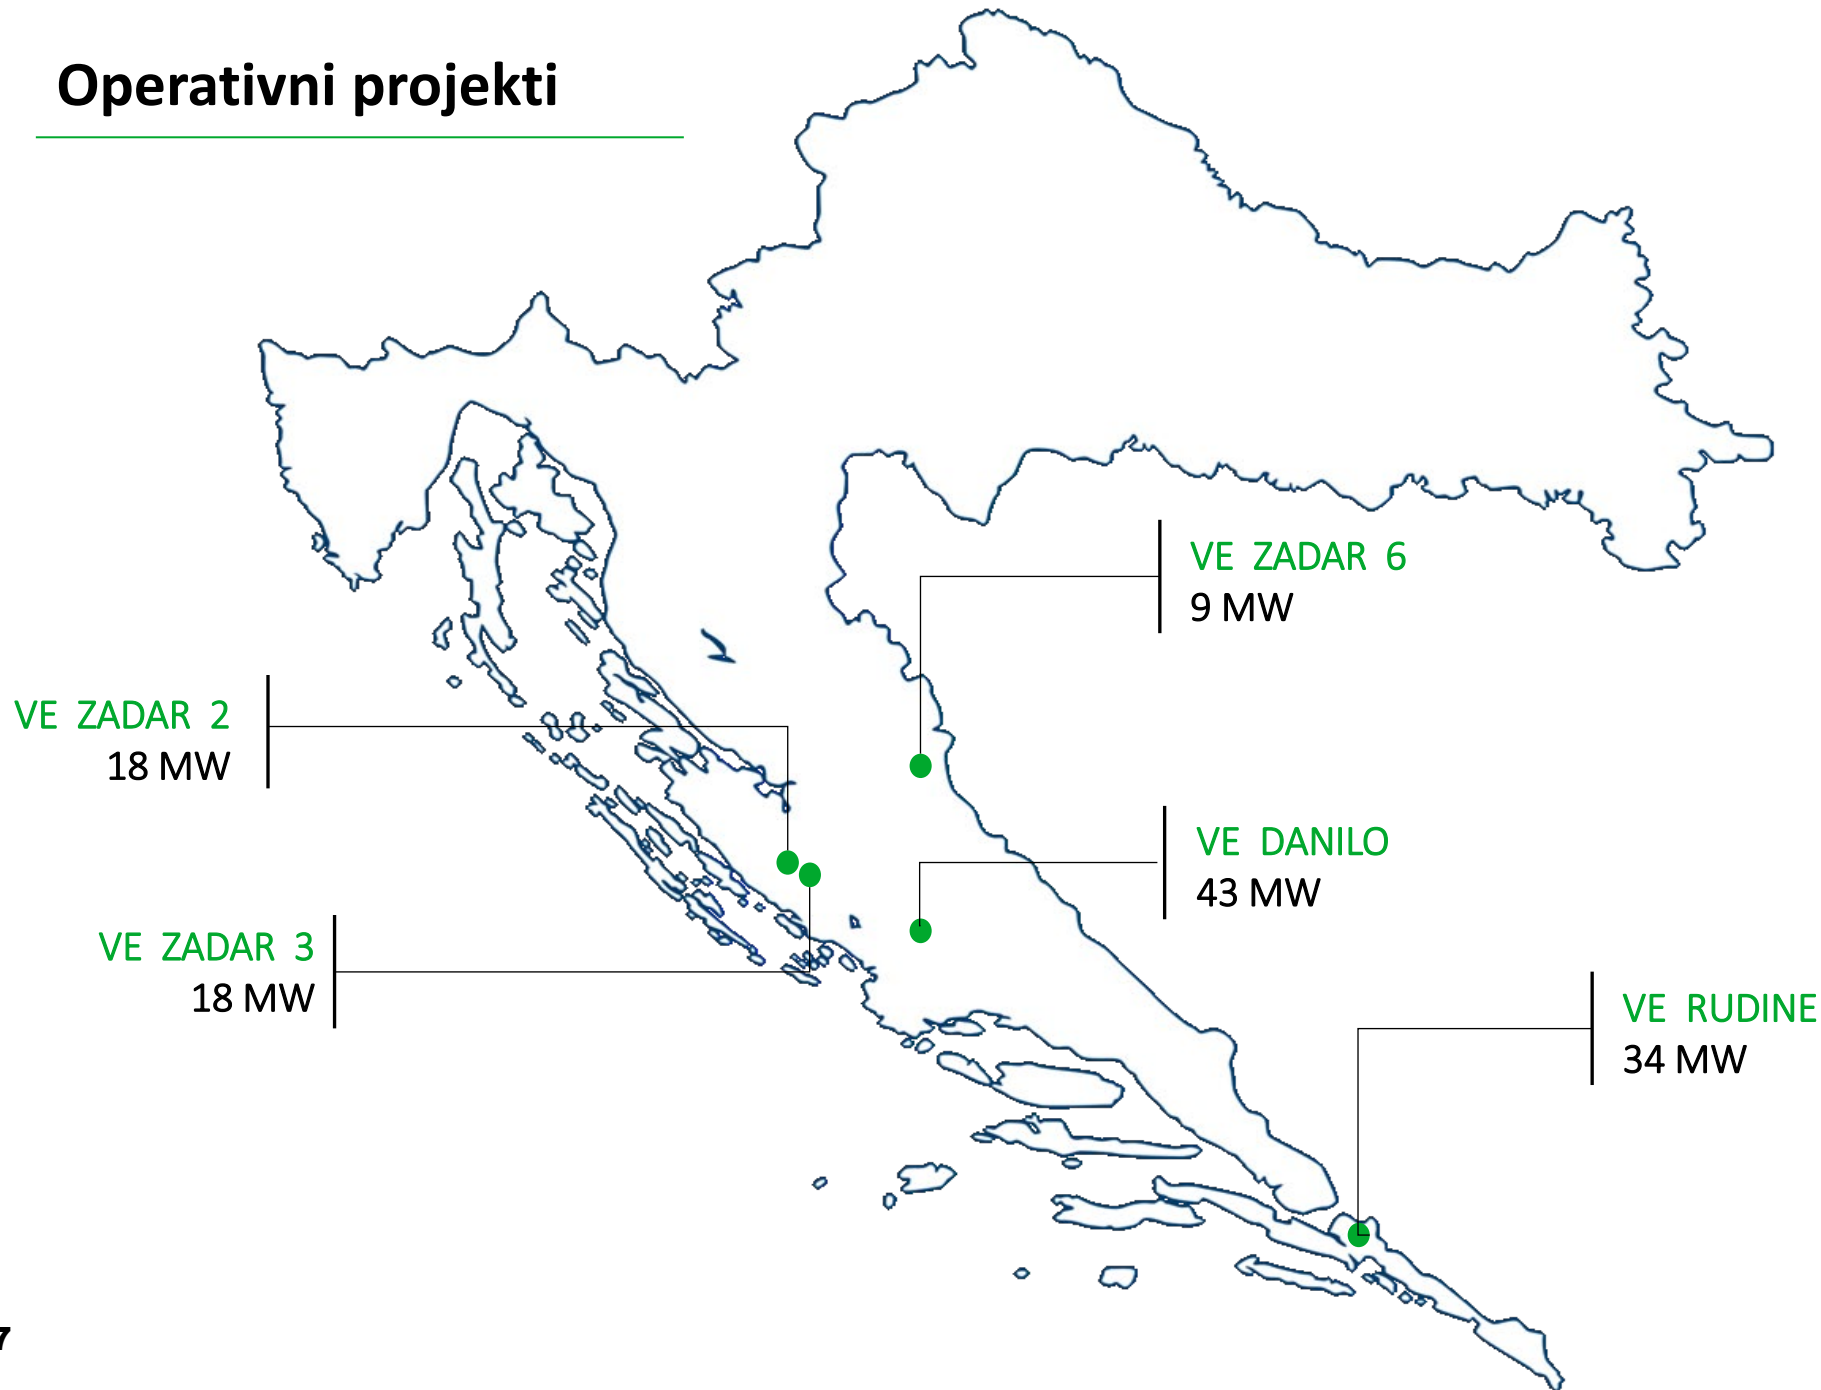 Operativni projekti
VE ZADAR 6
9 MW
VE ZADAR 2
18 MW
VE DANILO
43 MW
VE ZADAR 3
18 MW
VE RUDINE
34 MW
7